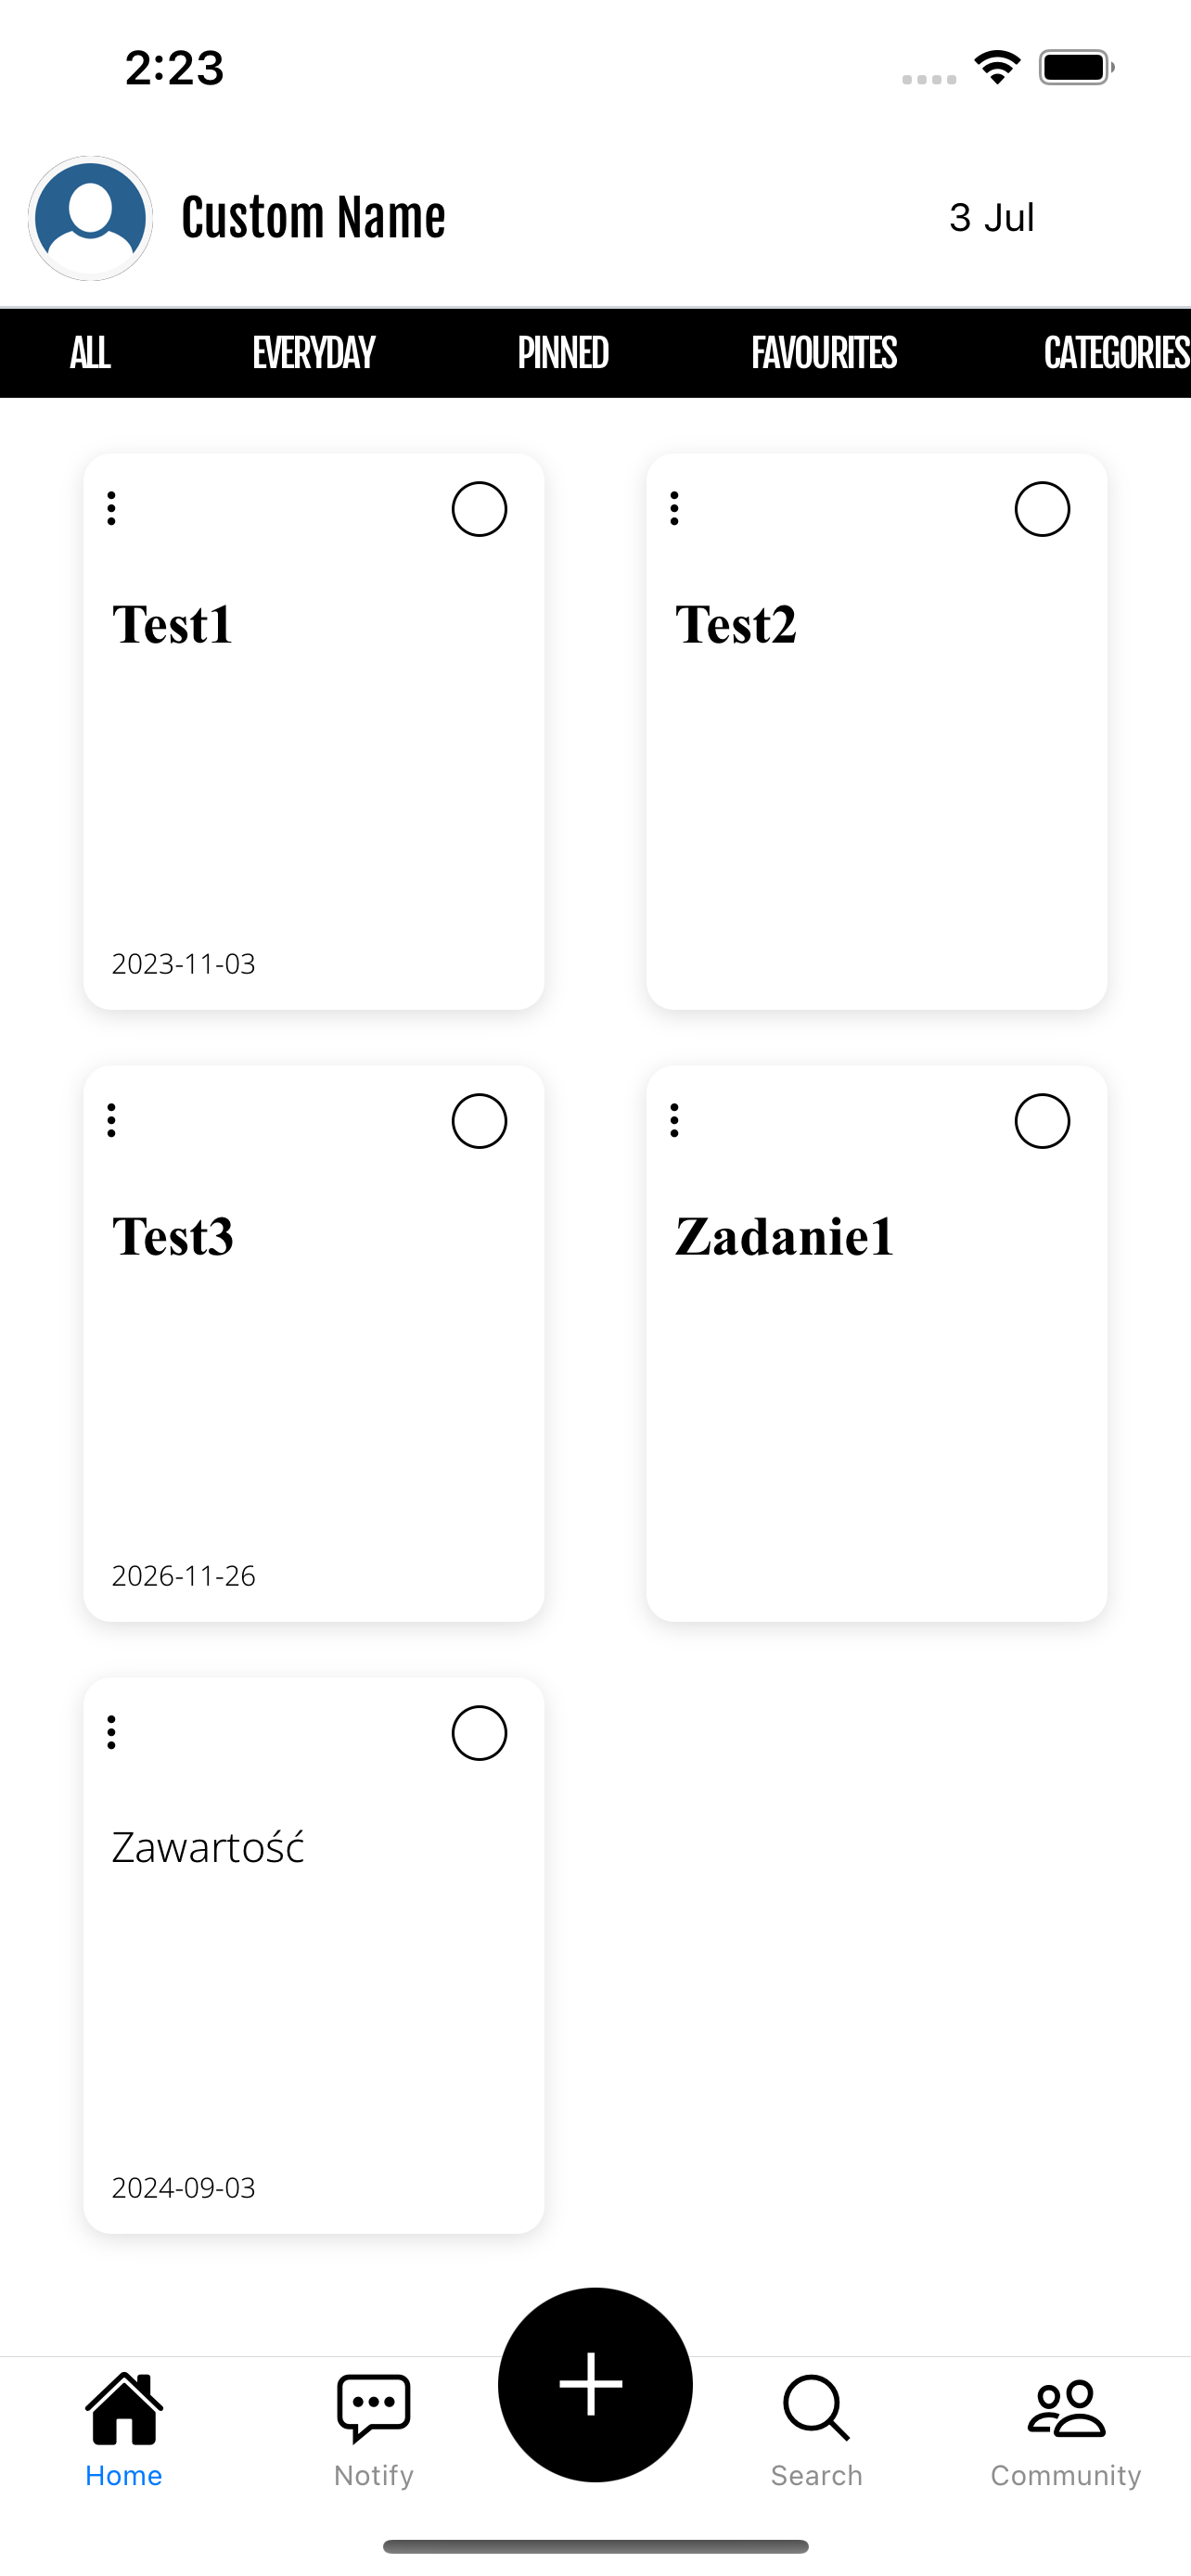 2:23
Custom Name
3 Jul
ALL EVERYDAY PINNED FAVOURITES CATEGORIES
Test1
Test2
2023-11-03
Test3
Zadanie1
2026-11-26
Zawartość
2024-09-03
Home Notify Search Community